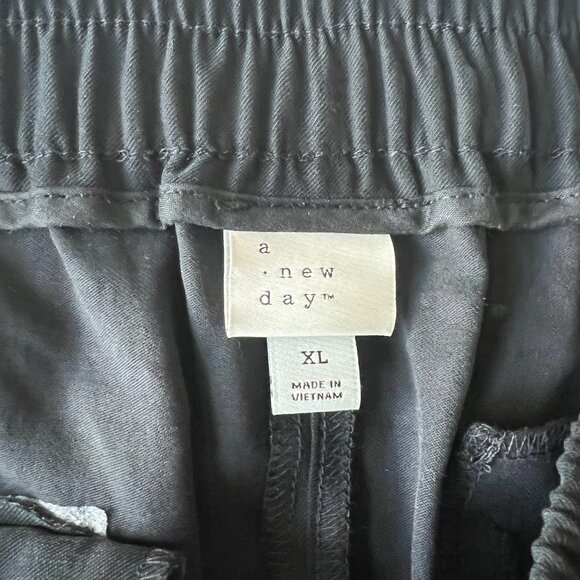 a
· new
day™
XL
MADE IN
VIETNAM